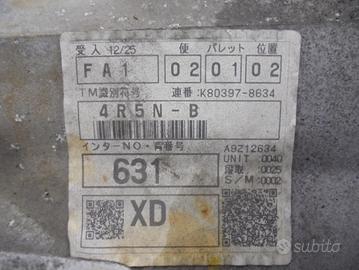 受入 12/25 便 パレット 位置
FA1 02 01 02
TM識別符号 連番:K80397-8634
4R5N-B
インターNO・背番号 A9Z12634
631 UNIT :0040
段取 :0025
S/M :0002
XD
subito